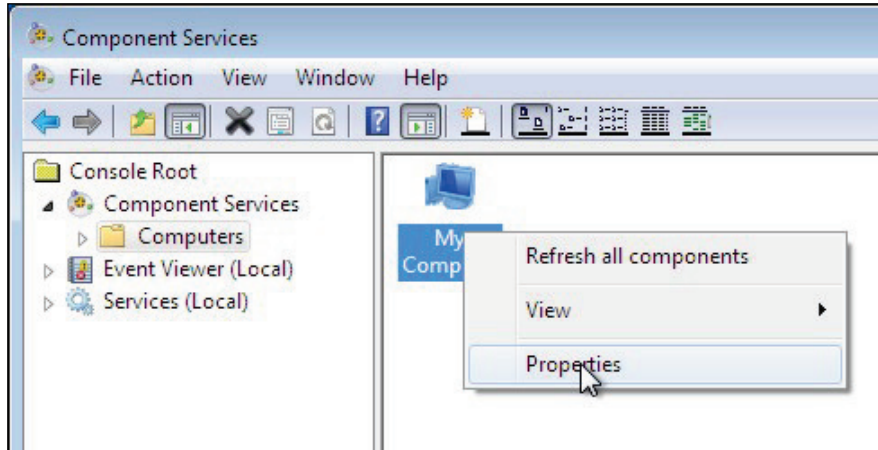 Component Services
File Action View Window Help
Console Root
Component Services
Computers
Event Viewer (Local)
Services (Local)
My
Comp
Refresh all components
View
Properties